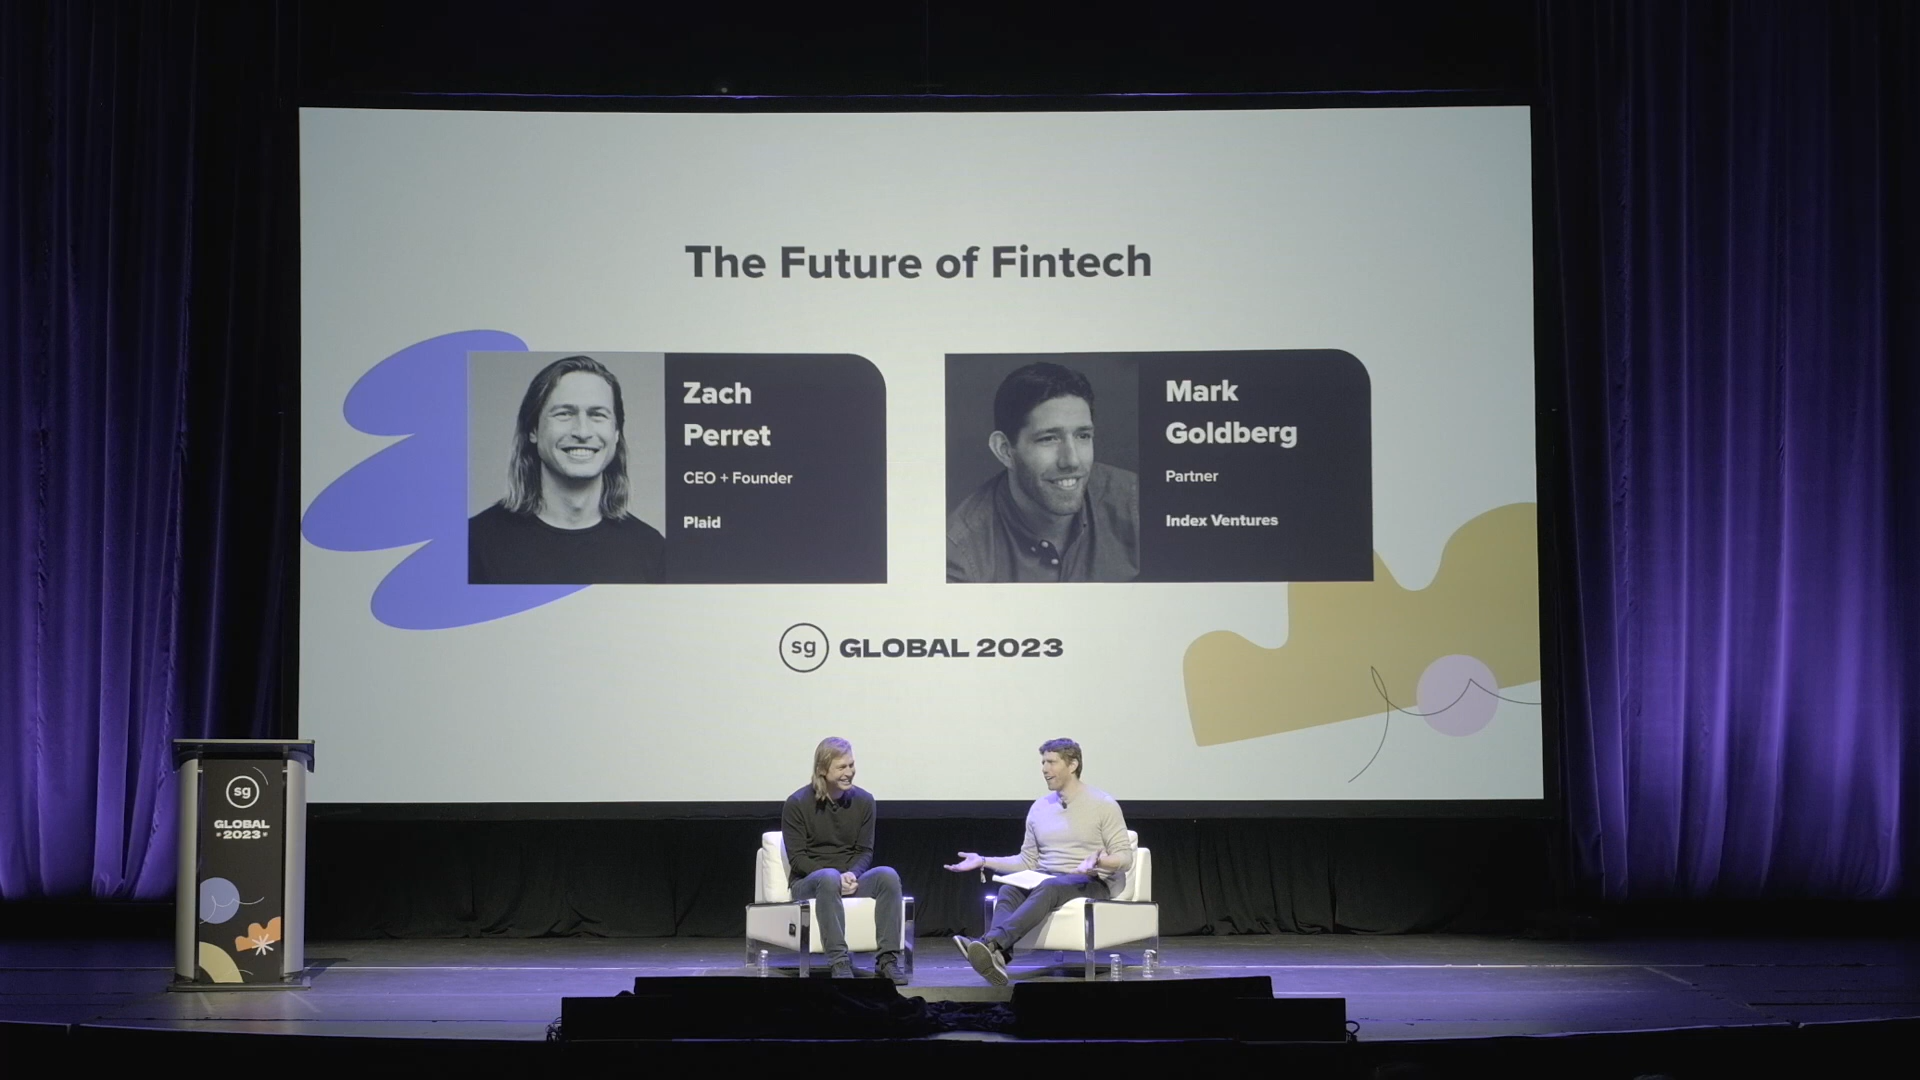 The Future of Fintech
Zach
Perret
CEO + Founder
Plaid
Mark
Goldberg
Partner
Index Ventures
sg GLOBAL 2023
sg
GLOBAL
2023